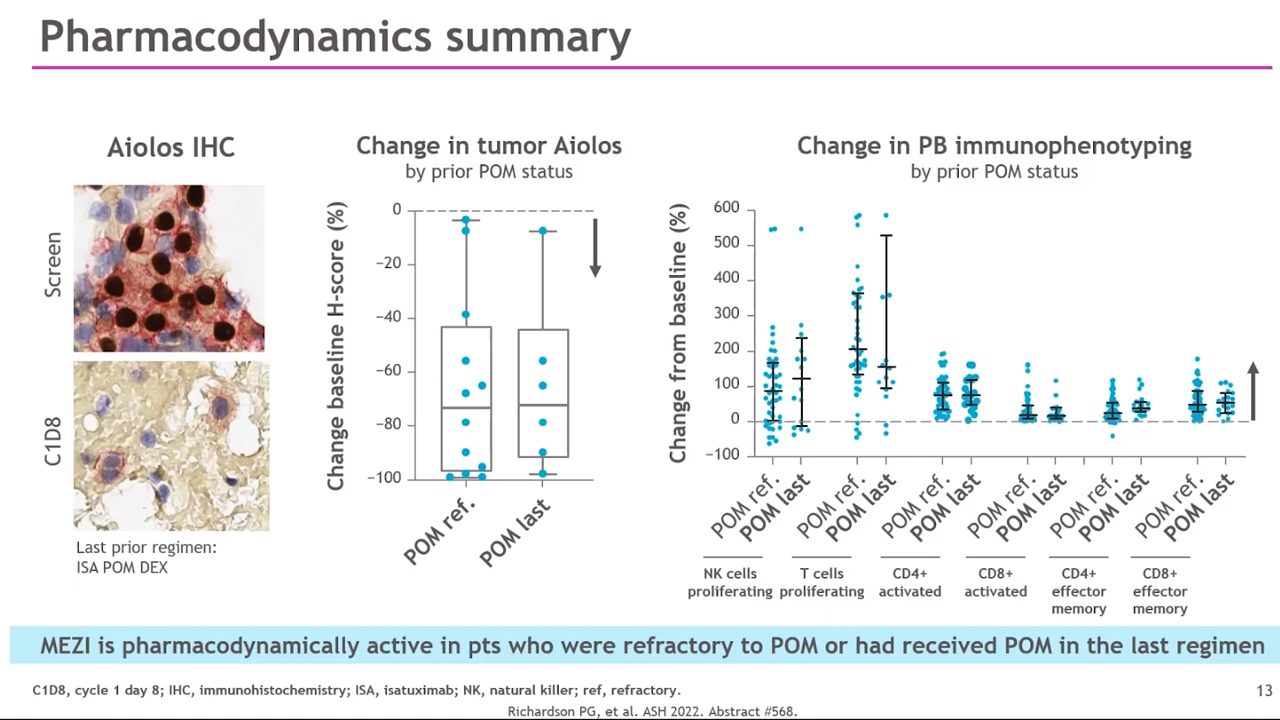 Pharmacodynamics summary
Aiolos IHC
Screen
C1D8
Last prior regimen:
ISA POM DEX
Change in tumor Aiolos
by prior POM status
Change baseline H-score (%)
0
−20
−40
−60
−80
−100
POM ref.
POM last
Change in PB immunophenotyping
by prior POM status
Change from baseline (%)
600
500
400
300
200
100
0
−100
POM ref.
POM last
POM ref.
POM last
POM ref.
POM last
POM ref.
POM last
POM ref.
POM last
POM ref.
POM last
NK cells
proliferating
T cells
proliferating
CD4+
activated
CD8+
activated
CD4+
effector
memory
CD8+
effector
memory
MEZI is pharmacodynamically active in pts who were refractory to POM or had received POM in the last regimen
C1D8, cycle 1 day 8; IHC, immunohistochemistry; ISA, isatuximab; NK, natural killer; ref, refractory.
13
Richardson PG, et al. ASH 2022. Abstract #568.